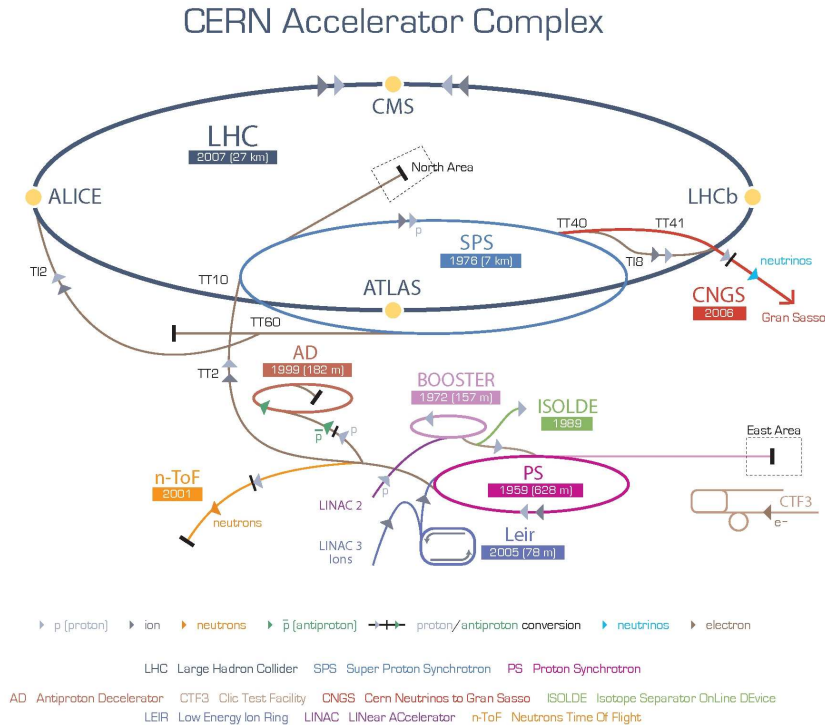 CERN Accelerator Complex
CMS
LHC
2007 (27 km)
North Area
ALICE
LHCb
TT40
TT41
p
SPS
1976 (7 km)
TI8
neutrinos
TI2
TT10
ATLAS
CNGS
2006
Gran Sasso
TT60
AD
1999 (182 m)
TT2
BOOSTER
1972 (157 m)
ISOLDE
1989
p̅
p
East Area
n-ToF
2001
p
PS
1959 (628 m)
LINAC 2
neutrons
CTF3
e-
LINAC 3
Ions
Leir
2005 (78 m)
p (proton) ion neutrons p̅ (antiproton) proton/antiproton conversion neutrinos electron
LHC Large Hadron Collider SPS Super Proton Synchrotron PS Proton Synchrotron
AD Antiproton Decelerator CTF3 Clic Test Facility CNGS Cern Neutrinos to Gran Sasso ISOLDE Isotope Separator OnLine DEvice
LEIR Low Energy Ion Ring LINAC LINear ACcelerator n-ToF Neutrons Time Of Flight